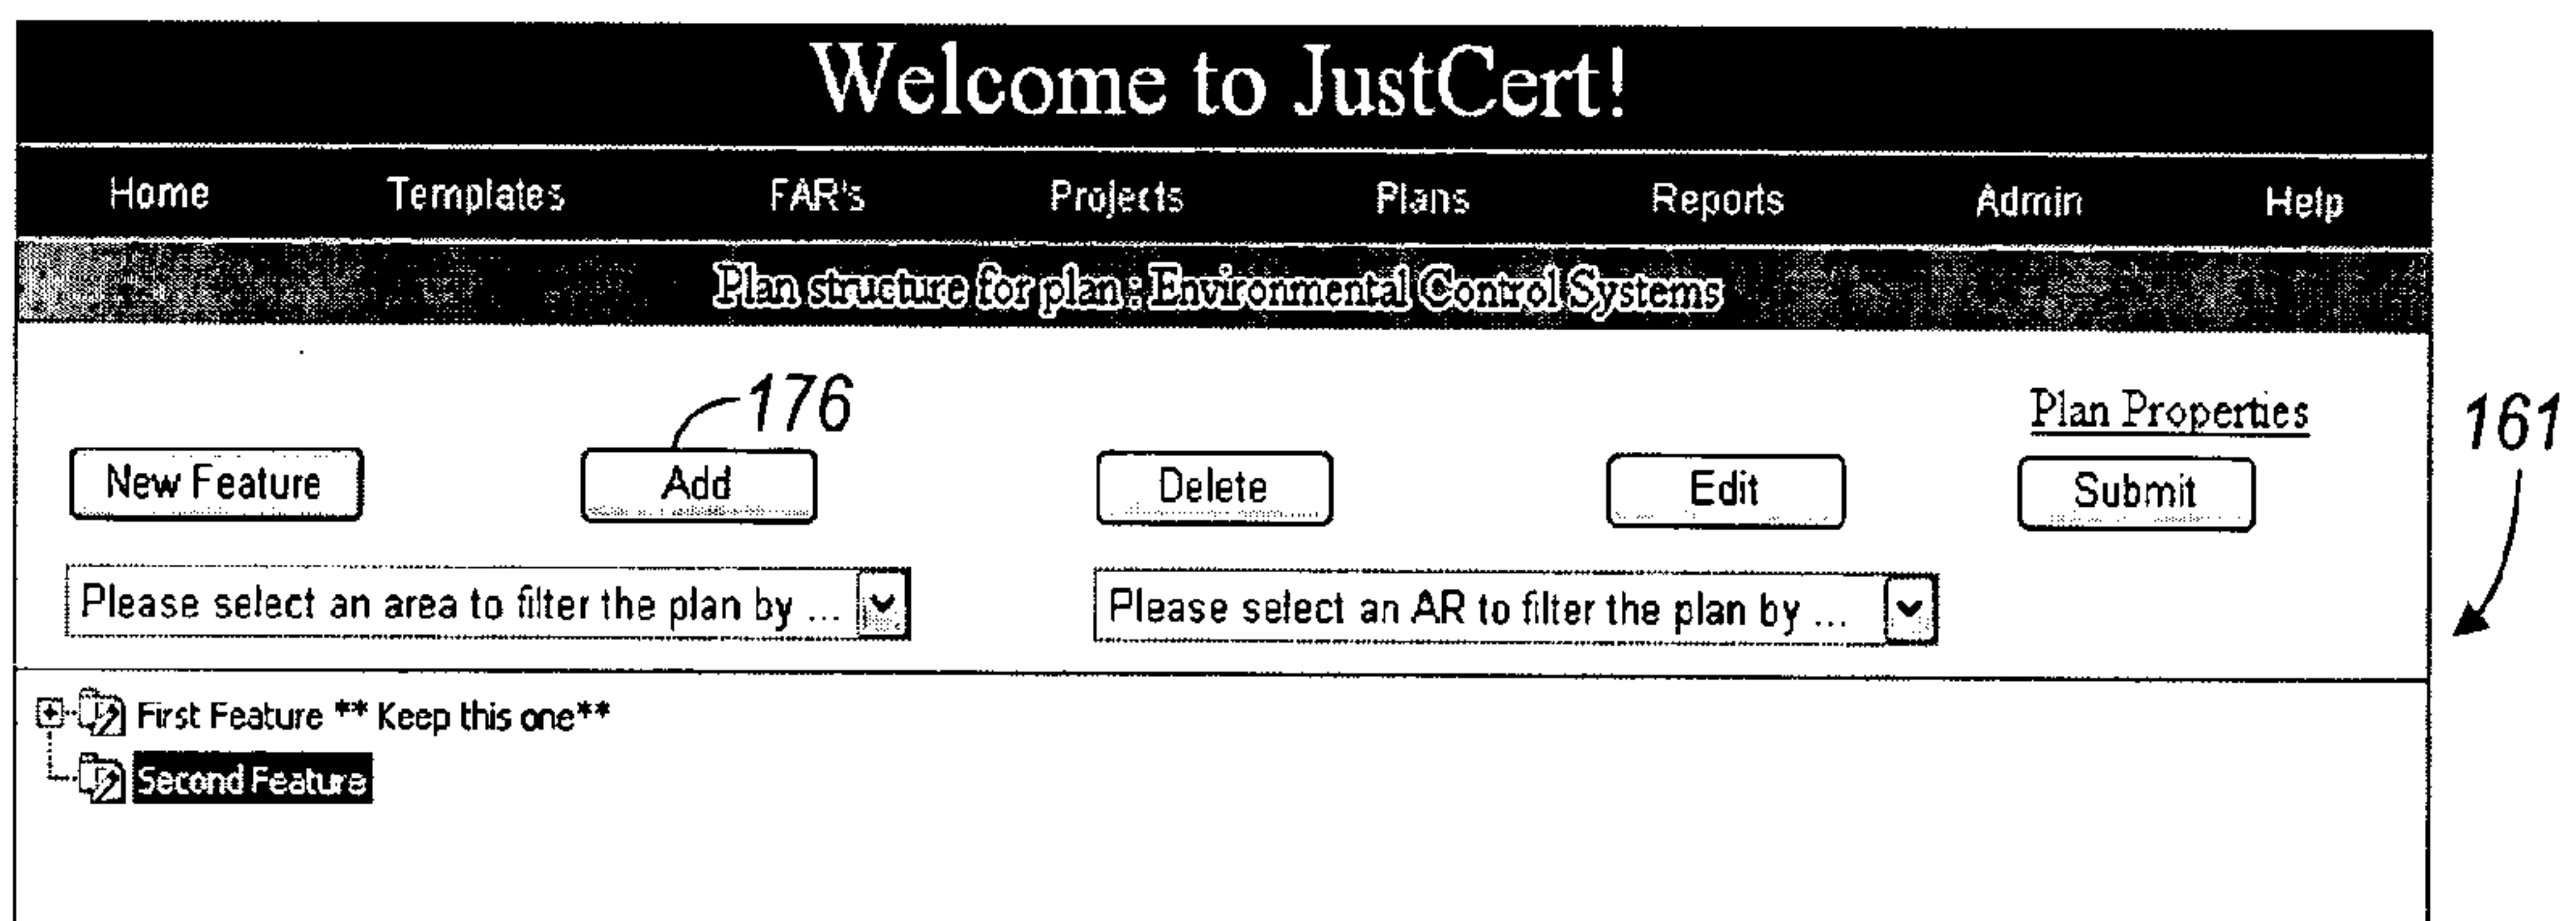 Welcome to JustCert!
Home Templates FAR's Projects Plans Reports Admin Help
Plan structure for plan : Environmental Control Systems
176
Plan Properties
161
New Feature Add Delete Edit Submit
Please select an area to filter the plan by ... Please select an AR to filter the plan by ...
First Feature ** Keep this one**
Second Feature